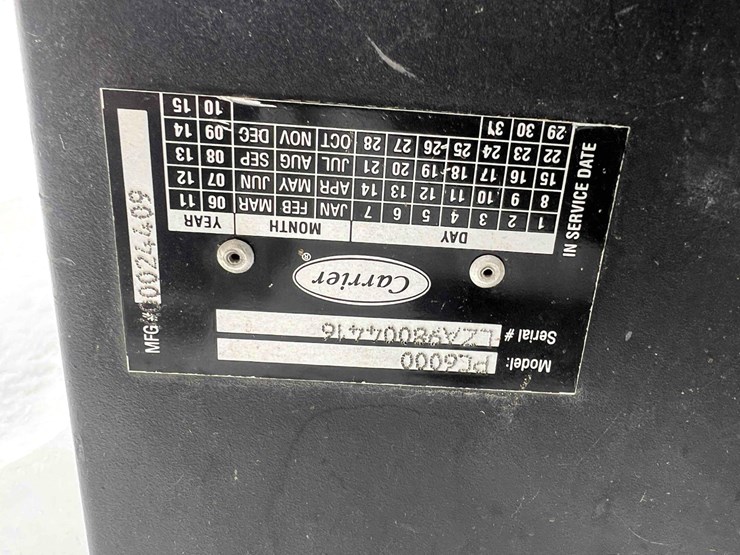 Model: PC6000
Serial # LZA98004416
Carrier®
DAY MONTH YEAR
1 2 3 4 5 6 7 JAN FEB MAR 06 11
8 9 10 11 12 13 14 APR MAY JUN 07 12
15 16 17 18 19 20 21 JUL AUG SEP 08 13
22 23 24 25 26 27 28 OCT NOV DEC 09 14
29 30 31 10 15
IN SERVICE DATE
MFG # 00024409